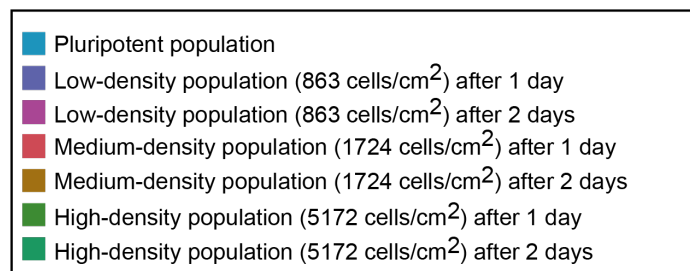 Pluripotent population
Low-density population (863 cells/cm²) after 1 day
Low-density population (863 cells/cm²) after 2 days
Medium-density population (1724 cells/cm²) after 1 day
Medium-density population (1724 cells/cm²) after 2 days
High-density population (5172 cells/cm²) after 1 day
High-density population (5172 cells/cm²) after 2 days